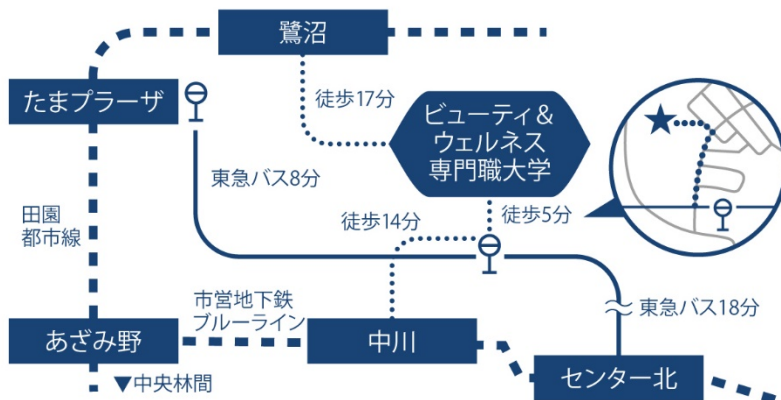 鷺沼
たまプラーザ
徒歩17分
ビューティ&
ウェルネス
専門職大学
東急バス8分
田園
都市線
徒歩14分
徒歩5分
市営地下鉄
ブルーライン
東急バス18分
あざみ野
中川
センター北
▼中央林間